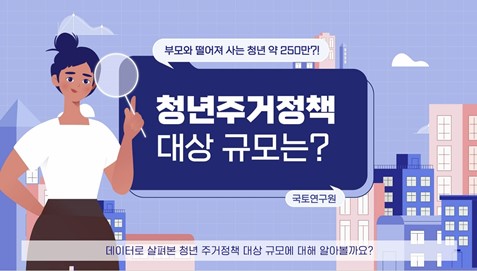 부모와 떨어져 사는 청년 약 250만?!
청년주거정책
대상 규모는?
국토연구원
데이터로 살펴본 청년 주거정책 대상 규모에 대해 알아볼까요?